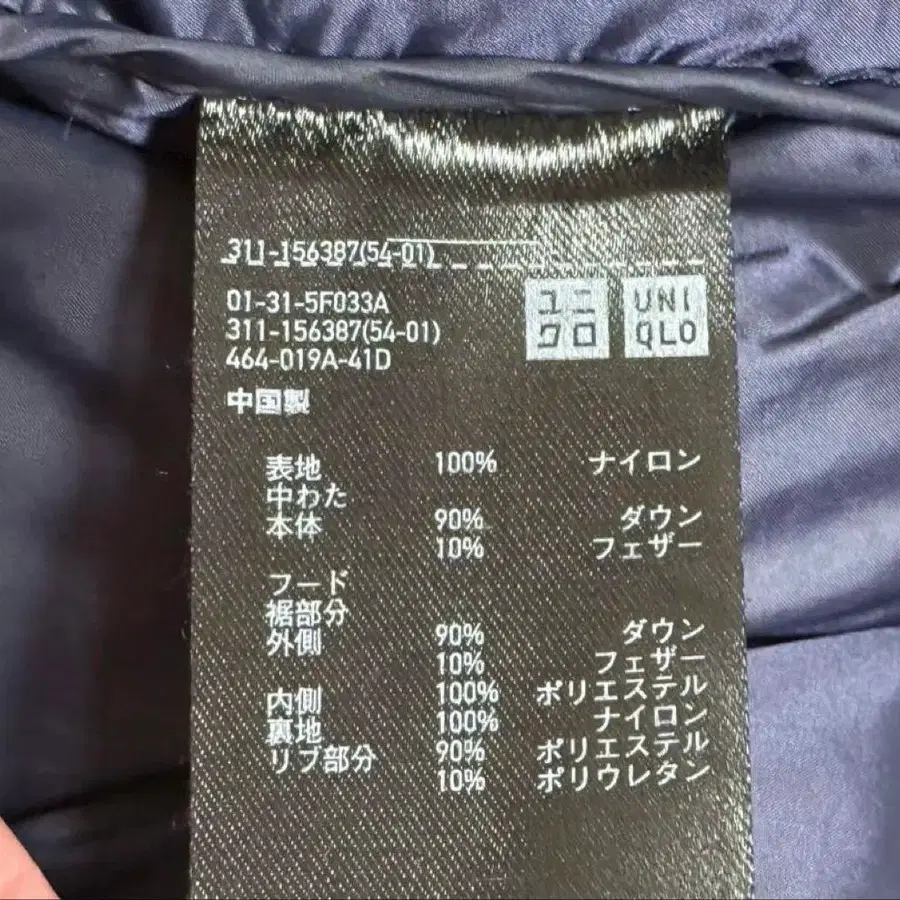 311-156387(54-01)
01-31-5F033A
311-156387(54-01)
464-019A-41D
ユニクロ
UNIQLO
中国製
表地 100% ナイロン
中わた
本体 90% ダウン
10% フェザー
フード
裾部分
外側 90% ダウン
10% フェザー
内側 100% ポリエステル
裏地 100% ナイロン
リブ部分 90% ポリエステル
10% ポリウレタン